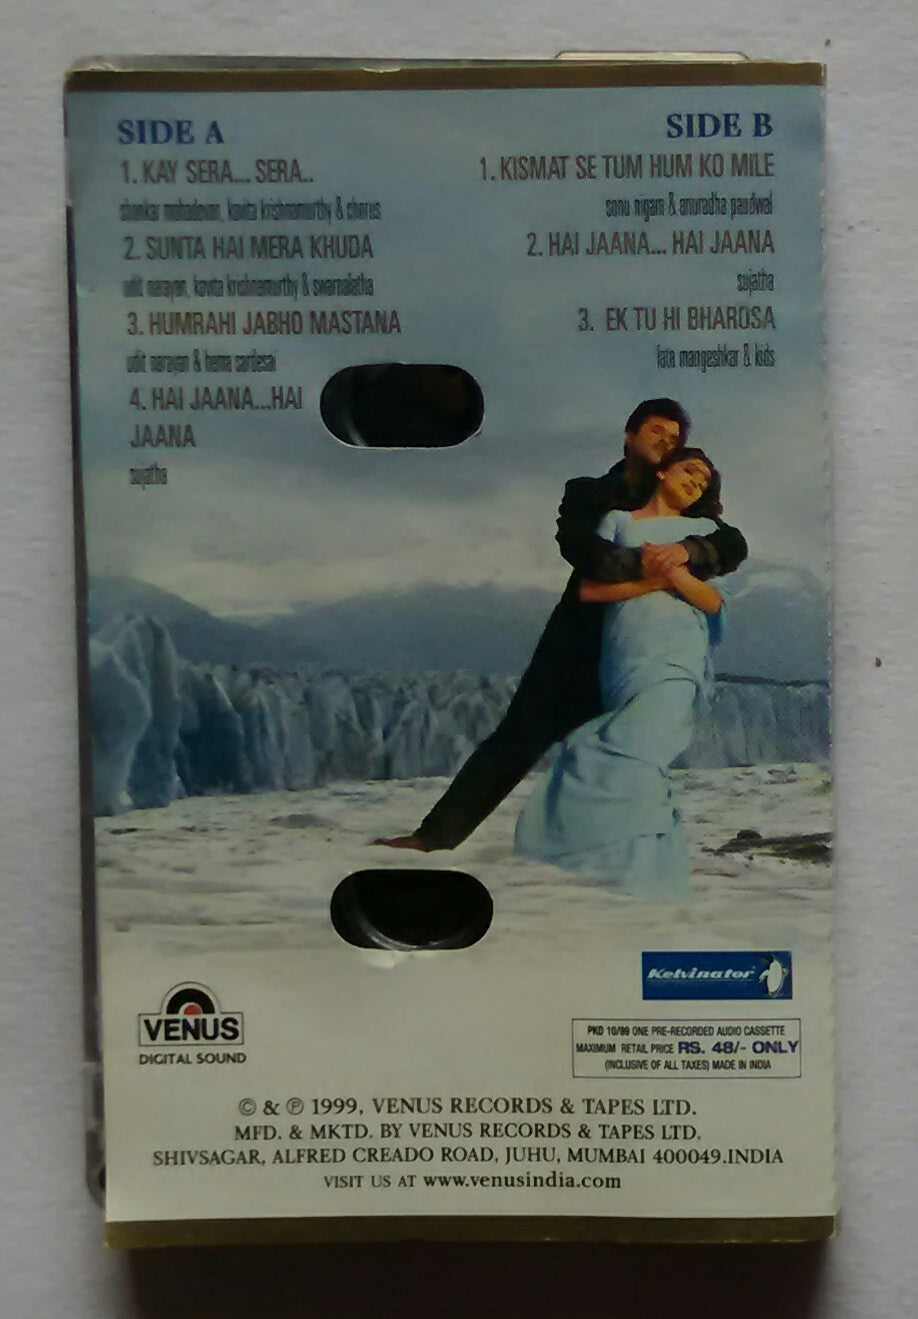 SIDE A
1. KAY SERA... SERA..
shankar mahadevan, kavita krishnamurthy & chorus
2. SUNTA HAI MERA KHUDA
udit narayan, kavita krishnamurthy & swarnalatha
3. HUMRAHI JABHO MASTANA
udit narayan & hema sardesai
4. HAI JAANA...HAI
JAANA
sujatha
SIDE B
1. KISMAT SE TUM HUM KO MILE
sonu nigam & anuradha paudwal
2. HAI JAANA... HAI JAANA
sujatha
3. EK TU HI BHAROSA
lata mangeshkar & kids
Kelvinator
VENUS
DIGITAL SOUND
PKD 10/99 ONE PRE-RECORDED AUDIO CASSETTE
MAXIMUM RETAIL PRICE RS. 48/- ONLY
(INCLUSIVE OF ALL TAXES) MADE IN INDIA
© & ℗ 1999, VENUS RECORDS & TAPES LTD.
MFD. & MKTD. BY VENUS RECORDS & TAPES LTD.
SHIVSAGAR, ALFRED CREADO ROAD, JUHU, MUMBAI 400049.INDIA
VISIT US AT www.venusindia.com